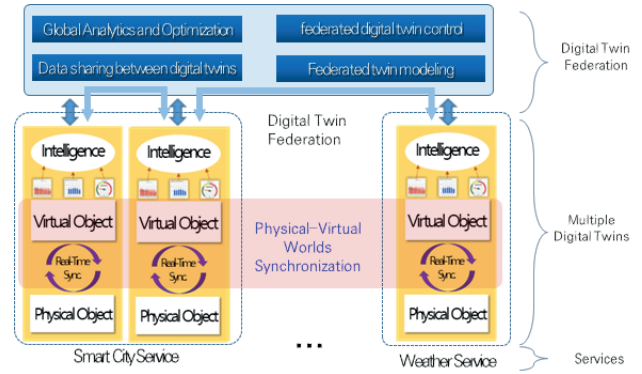 Global Analytics and Optimization
federated digital twin control
Data sharing between digital twins
Federated twin modeling
Digital Twin
Federation
Digital Twin
Federation
Intelligence
Intelligence
Intelligence
Virtual Object
Virtual Object
Virtual Object
Physical-Virtual
Worlds
Synchronization
Multiple
Digital Twins
Real-Time
Sync.
Real-Time
Sync.
Real-Time
Sync.
Physical Object
Physical Object
Physical Object
...
Smart City Service
Weather Service
Services